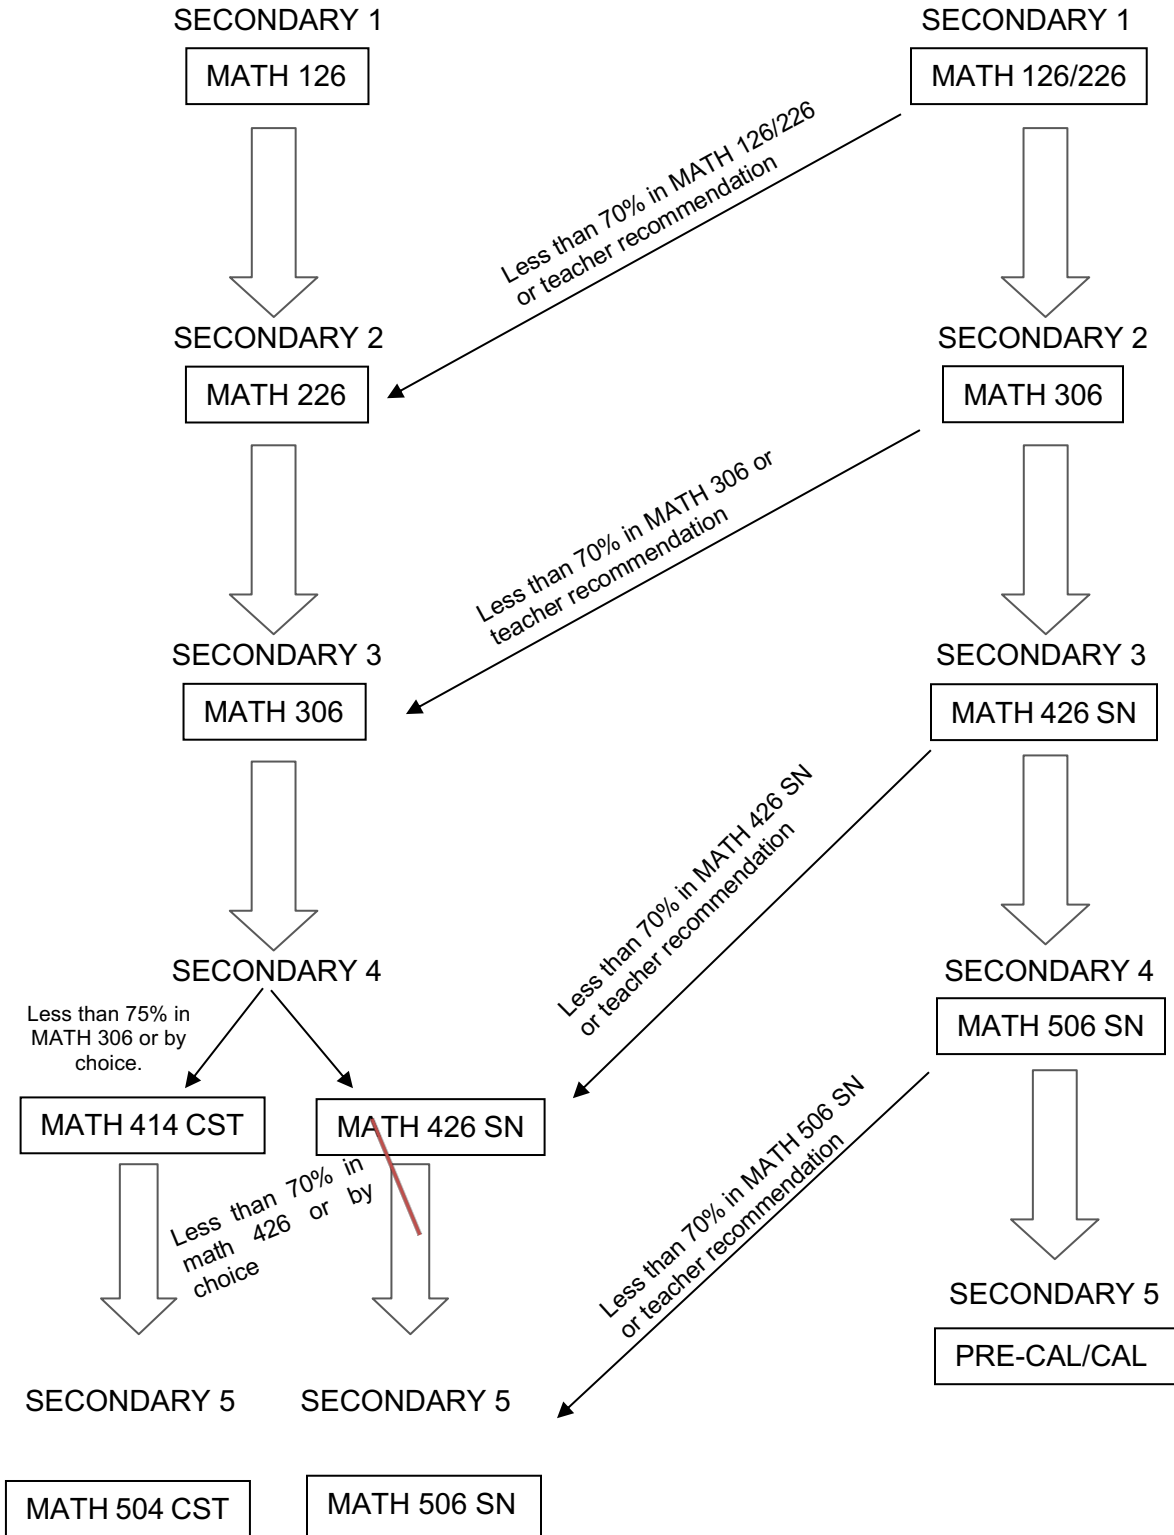 SECONDARY 1
SECONDARY 1
MATH 126
MATH 126/226
Less than 70% in MATH 126/226
or teacher recommendation
SECONDARY 2
SECONDARY 2
MATH 226
MATH 306
Less than 70% in MATH 306 or
teacher recommendation
SECONDARY 3
SECONDARY 3
MATH 306
MATH 426 SN
Less than 70% in MATH 426 SN
or teacher recommendation
SECONDARY 4
SECONDARY 4
Less than 75% in
MATH 306 or by
choice.
MATH 506 SN
MATH 414 CST
MATH 426 SN
Less than 70% in
math 426 or by
choice
Less than 70% in MATH 506 SN
or teacher recommendation
SECONDARY 5
PRE-CAL/CAL
SECONDARY 5
SECONDARY 5
MATH 504 CST
MATH 506 SN